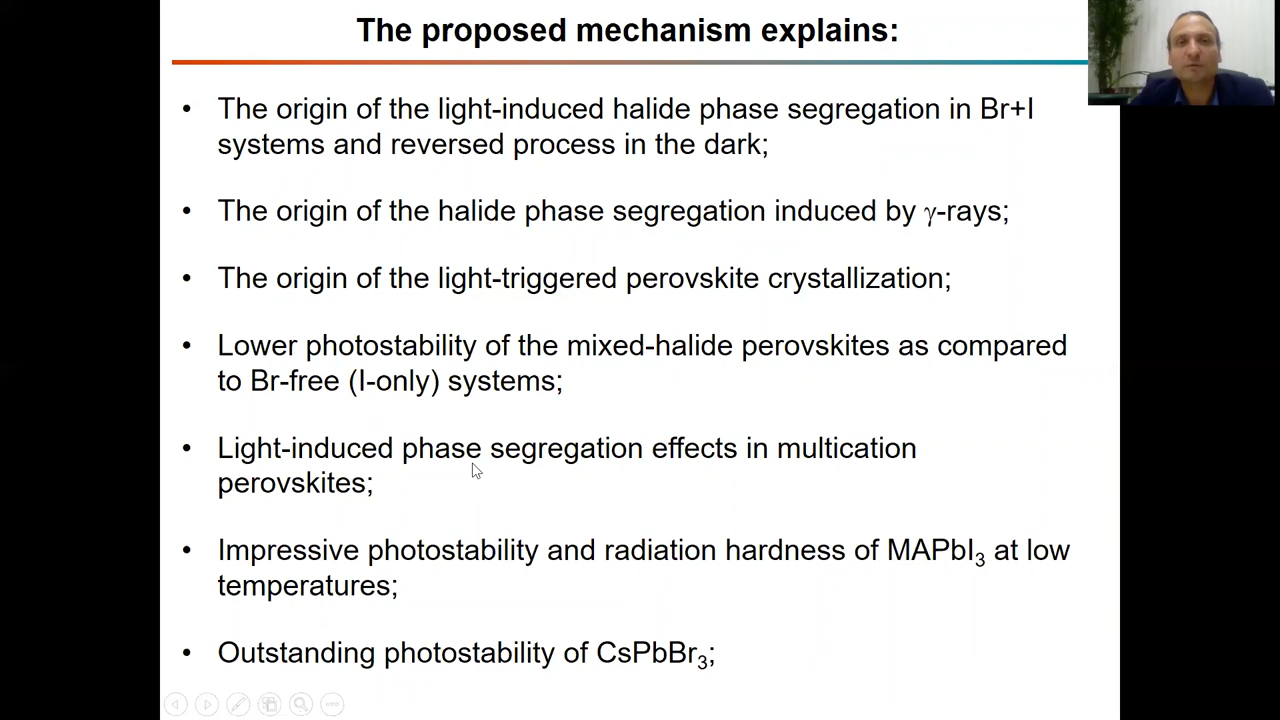 The proposed mechanism explains:
• The origin of the light-induced halide phase segregation in Br+I
systems and reversed process in the dark;
• The origin of the halide phase segregation induced by γ-rays;
• The origin of the light-triggered perovskite crystallization;
• Lower photostability of the mixed-halide perovskites as compared
to Br-free (I-only) systems;
• Light-induced phase segregation effects in multication
perovskites;
• Impressive photostability and radiation hardness of MAPbI₃ at low
temperatures;
• Outstanding photostability of CsPbBr₃;